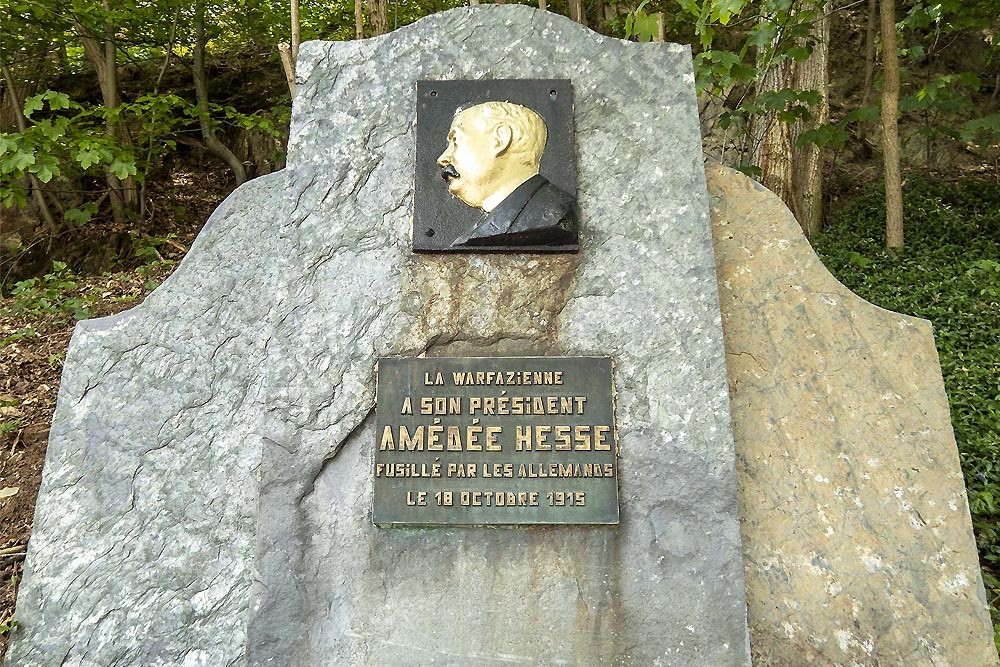 LA WARFAZIENNE
A SON PRÉSIDENT
AMÉDÉE HESSE
FUSILLÉ PAR LES ALLEMANDS
LE 18 OCTOBRE 1915